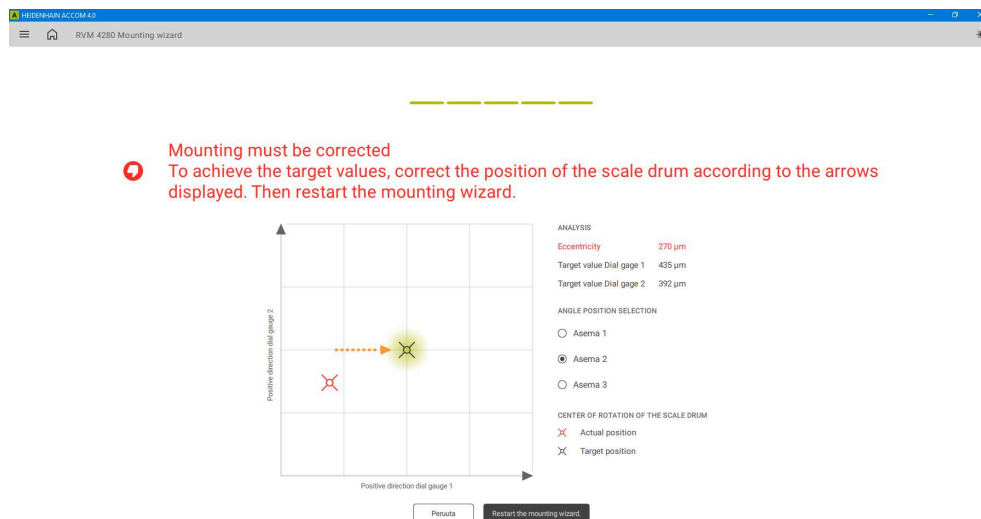 HEIDENHAIN ACCOM 4.0
RVM 4280 Mounting wizard
Mounting must be corrected
To achieve the target values, correct the position of the scale drum according to the arrows
displayed. Then restart the mounting wizard.
Positive direction dial gauge 2
Positive direction dial gauge 1
ANALYSIS
Eccentricity 270 µm
Target value Dial gage 1 435 µm
Target value Dial gage 2 392 µm
ANGLE POSITION SELECTION
Asema 1
Asema 2
Asema 3
CENTER OF ROTATION OF THE SCALE DRUM
Actual position
Target position
Peruuta
Restart the mounting wizard.